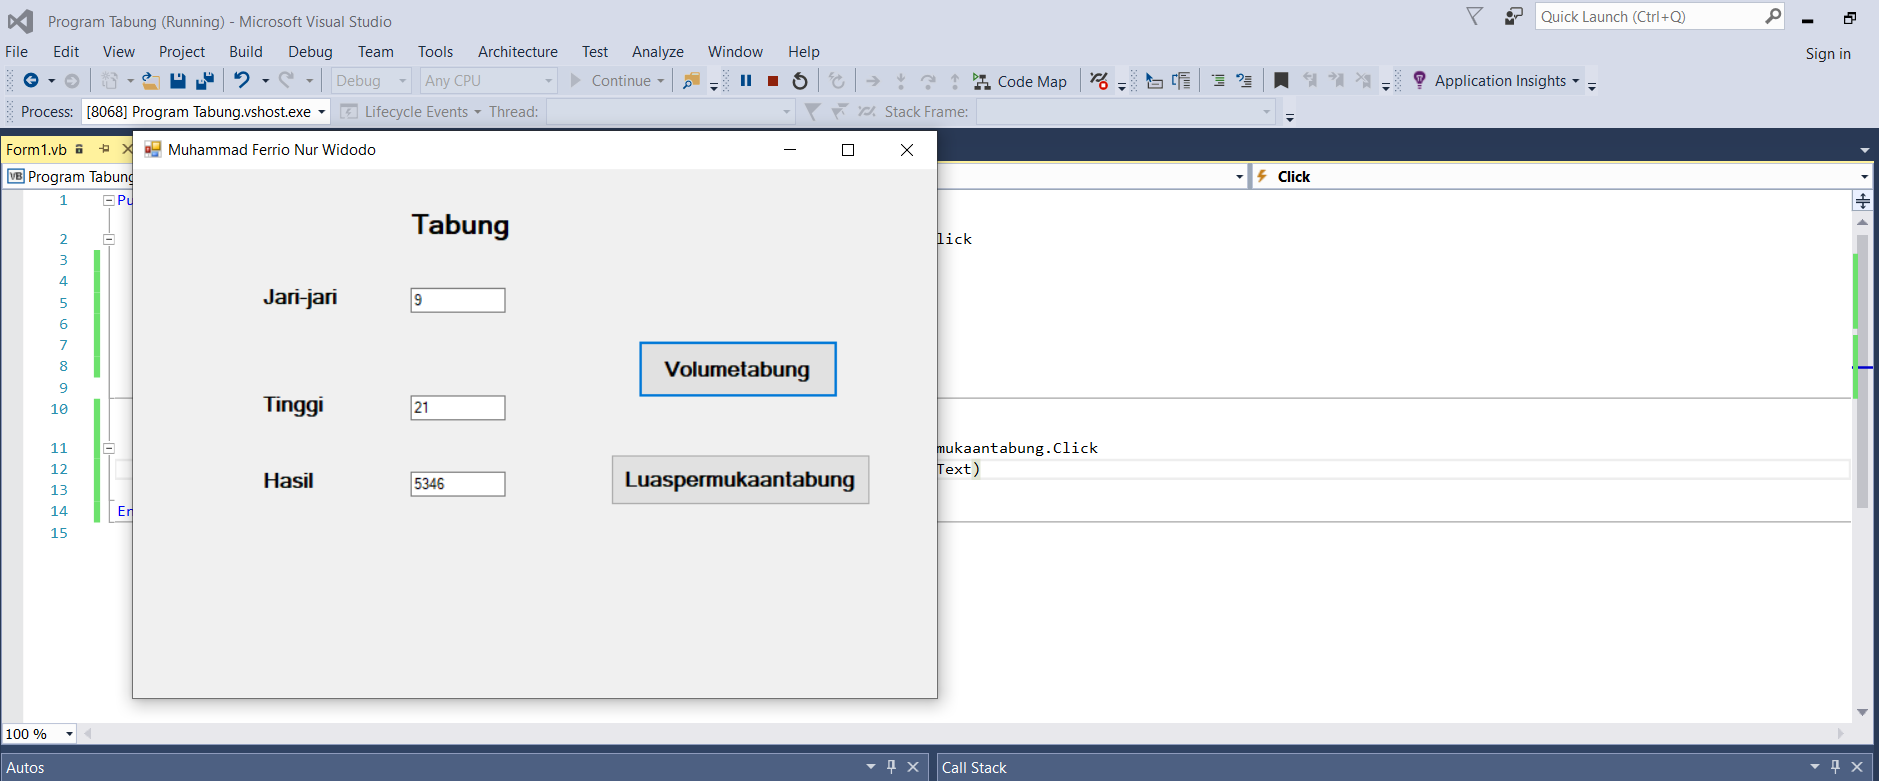 Program Tabung (Running) - Microsoft Visual Studio
Quick Launch (Ctrl+Q)
File Edit View Project Build Debug Team Tools Architecture Test Analyze Window Help
Sign in
Debug Any CPU Continue Code Map Application Insights
Process: [8068] Program Tabung.vshost.exe Lifecycle Events Thread: Stack Frame:
Form1.vb
Muhammad Ferrio Nur Widodo
VB Program Tabung
Click
1 Pu
Tabung
2 lick
3
4
Jari-jari 9
5
6
7
8
Volumetabung
9
10
Tinggi 21
11 mukaantabung.Click
12 Text)
13
Hasil 5346
Luaspermukaantabung
14 En
15
100 %
Autos
Call Stack